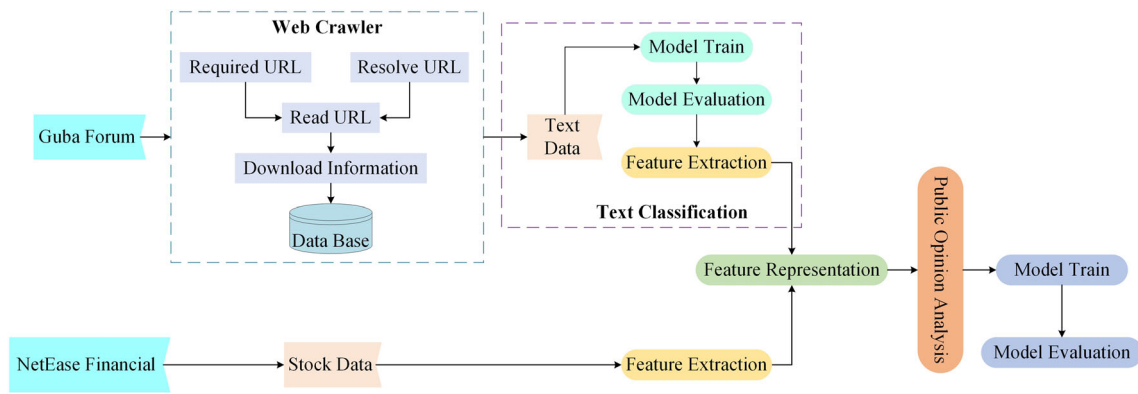 Web Crawler
Required URL
Resolve URL
Read URL
Guba Forum
Download Information
Data Base
Model Train
Model Evaluation
Text
Data
Feature Extraction
Text Classification
Feature Representation
Public Opinion Analysis
Model Train
Model Evaluation
NetEase Financial
Stock Data
Feature Extraction